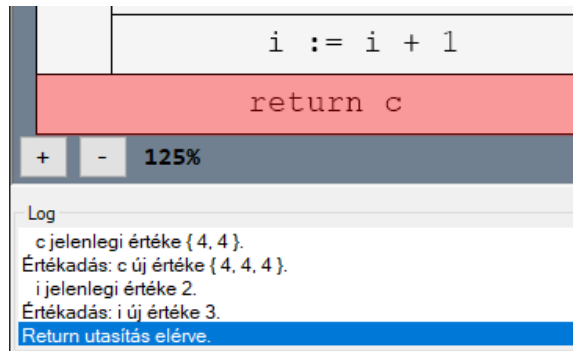 i := i + 1
return c
+ - 125%
Log
c jelenlegi értéke { 4, 4 }.
Értékadás: c új értéke { 4, 4, 4 }.
i jelenlegi értéke 2.
Értékadás: i új értéke 3.
Return utasítás elérve.